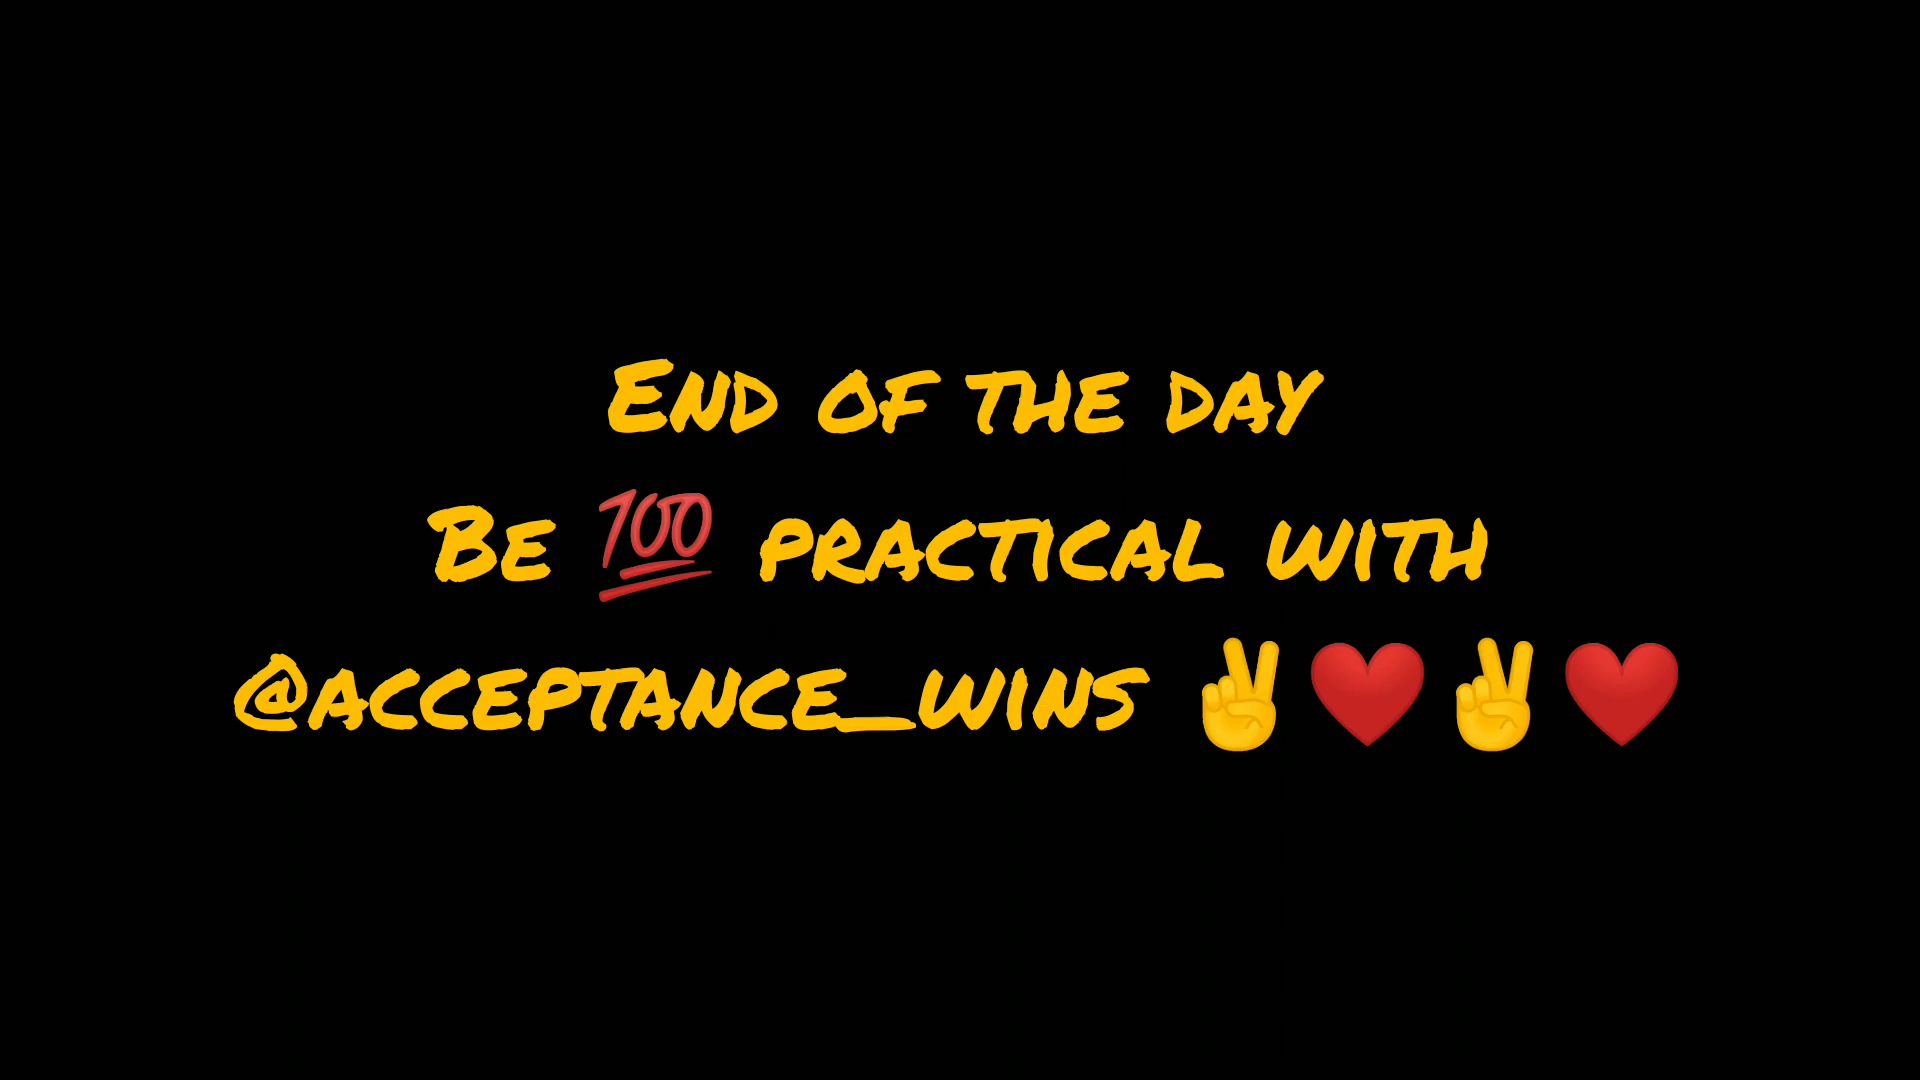 End of the day
Be 💯 practical with
@acceptance_wins ✌️❤️✌️❤️